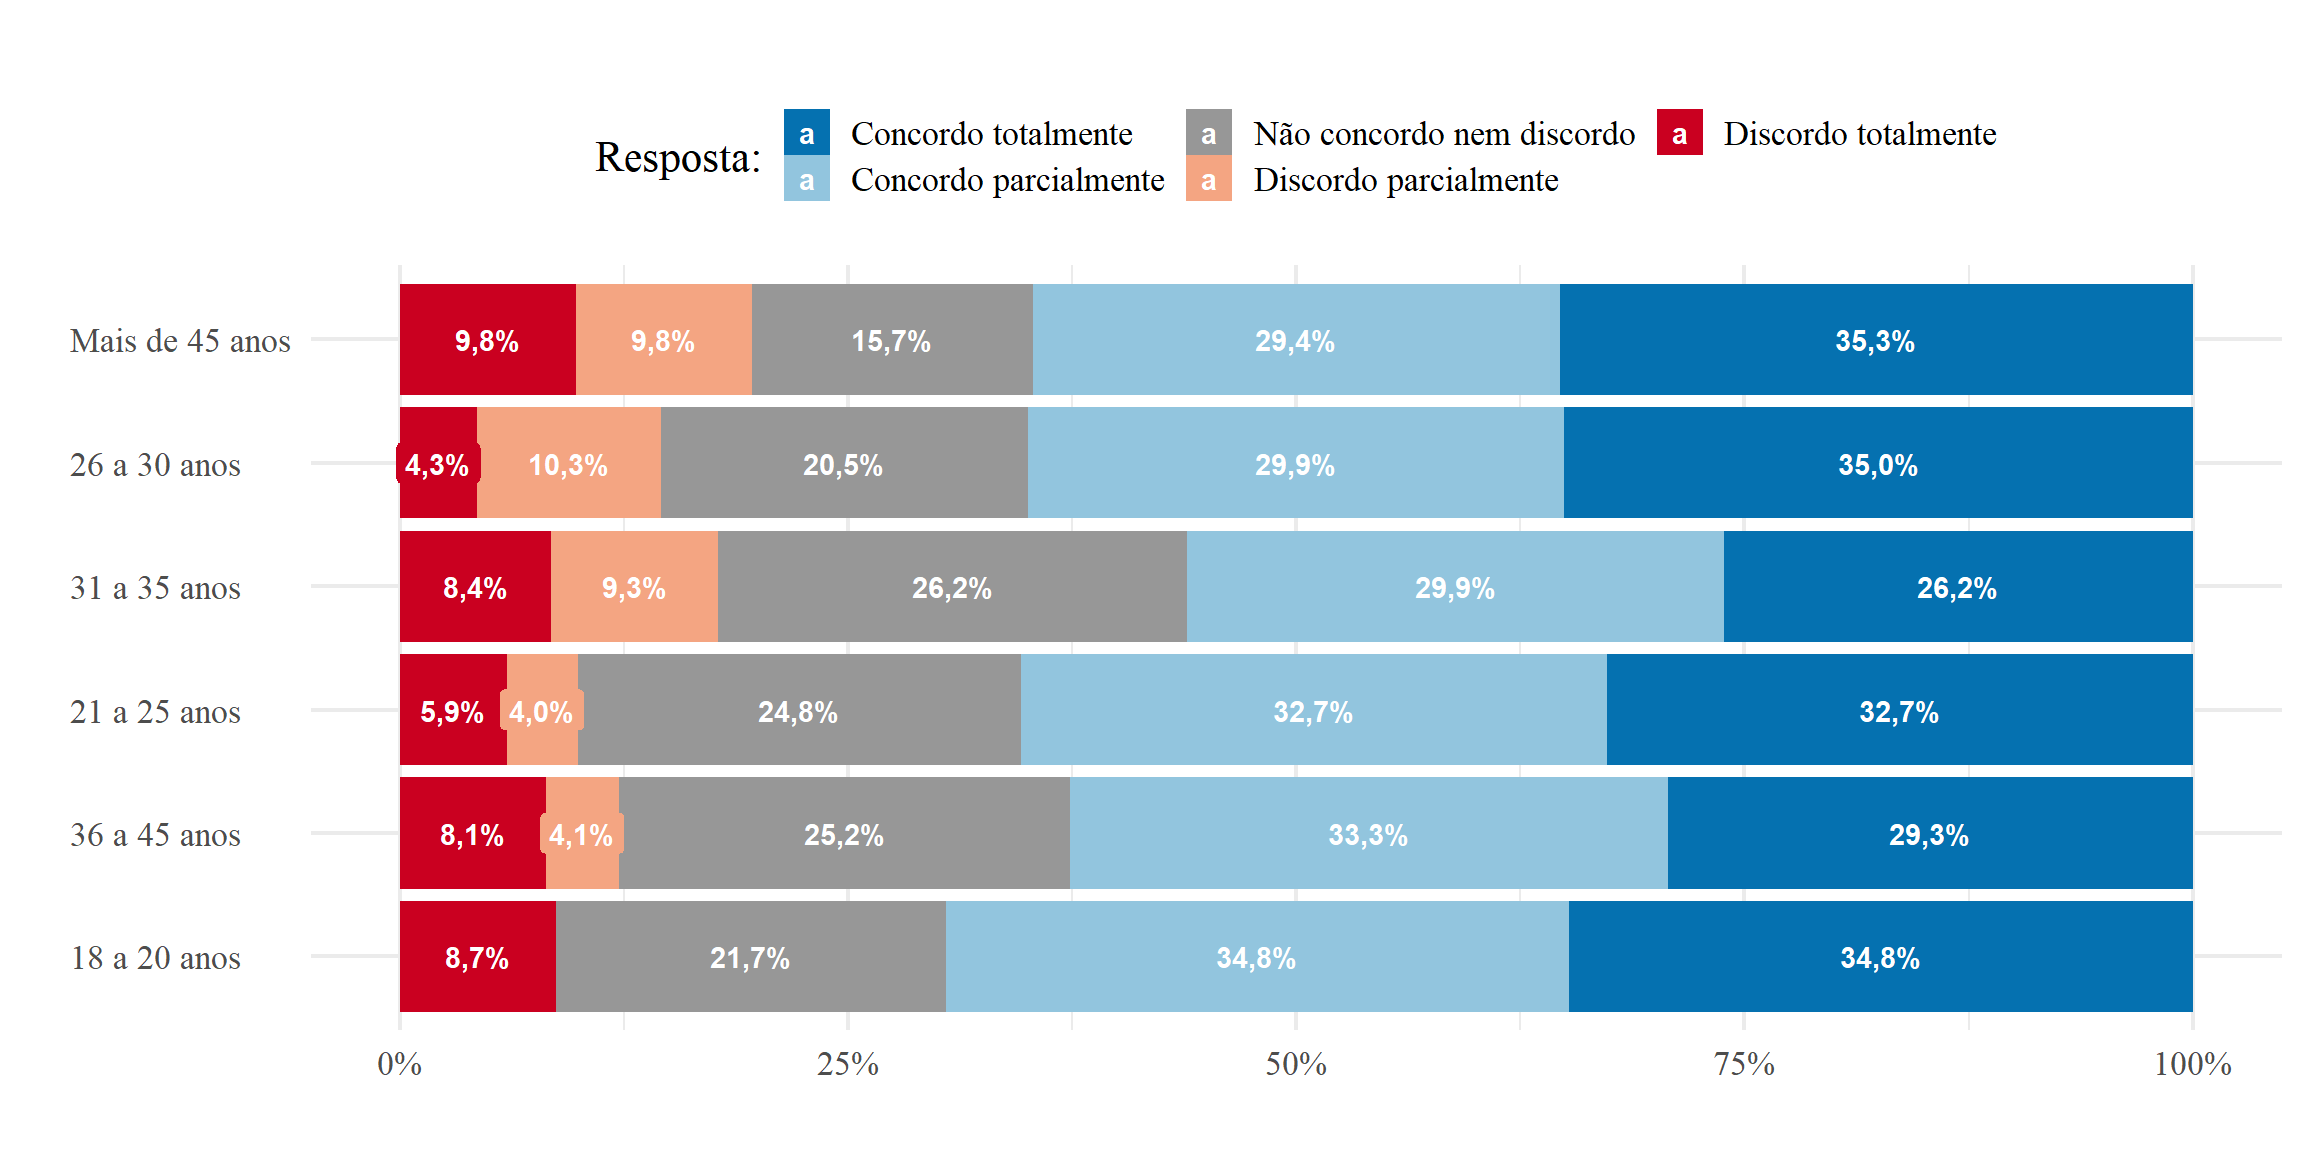 Resposta:
a Concordo totalmente a Não concordo nem discordo a Discordo totalmente
a Concordo parcialmente a Discordo parcialmente
Mais de 45 anos 9,8% 9,8% 15,7% 29,4% 35,3%
26 a 30 anos 4,3% 10,3% 20,5% 29,9% 35,0%
31 a 35 anos 8,4% 9,3% 26,2% 29,9% 26,2%
21 a 25 anos 5,9% 4,0% 24,8% 32,7% 32,7%
36 a 45 anos 8,1% 4,1% 25,2% 33,3% 29,3%
18 a 20 anos 8,7% 21,7% 34,8% 34,8%
0% 25% 50% 75% 100%